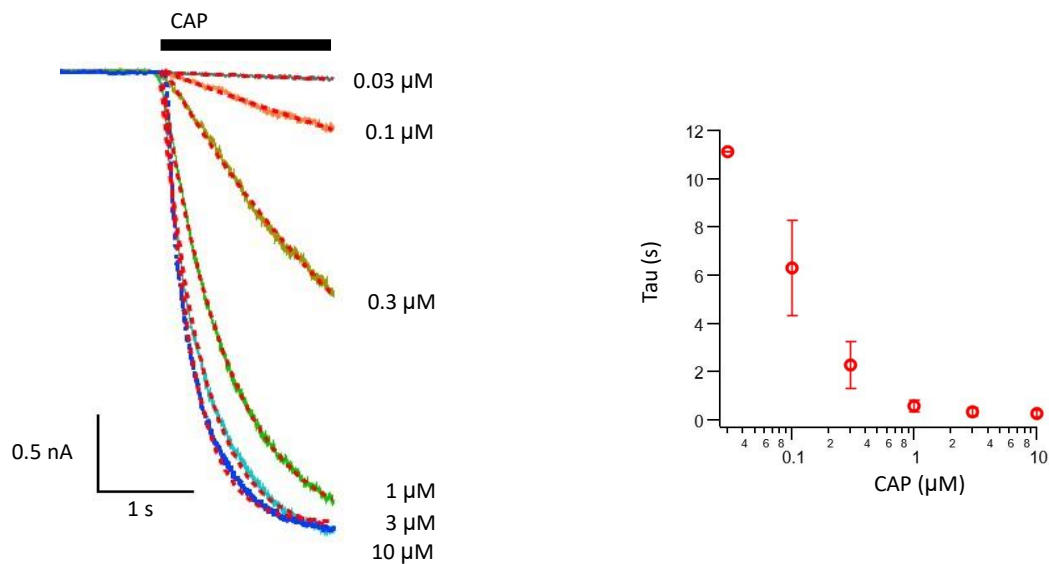 CAP
0.03 µM
0.1 µM
0.3 µM
0.5 nA
1 s
1 µM
3 µM
10 µM
12
10
8
6
4
2
0
Tau (s)
4 6 8 2 4 6 8 2 4 6 8
0.1 1 10
CAP (µM)